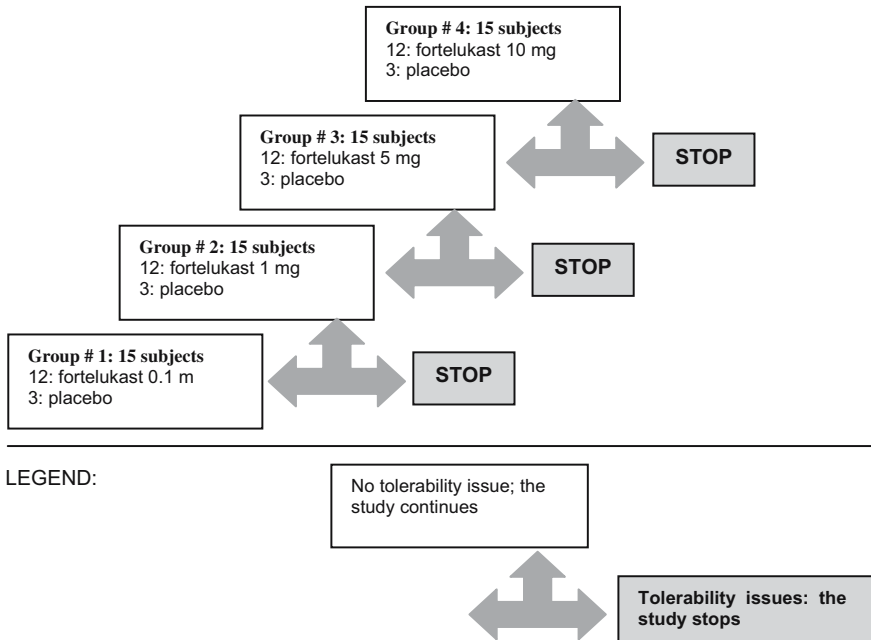 Group # 4: 15 subjects
12: fortelukast 10 mg
3: placebo
Group # 3: 15 subjects
12: fortelukast 5 mg
3: placebo
STOP
Group # 2: 15 subjects
12: fortelukast 1 mg
3: placebo
STOP
Group # 1: 15 subjects
12: fortelukast 0.1 m
3: placebo
STOP
LEGEND:
No tolerability issue; the
study continues
Tolerability issues: the
study stops